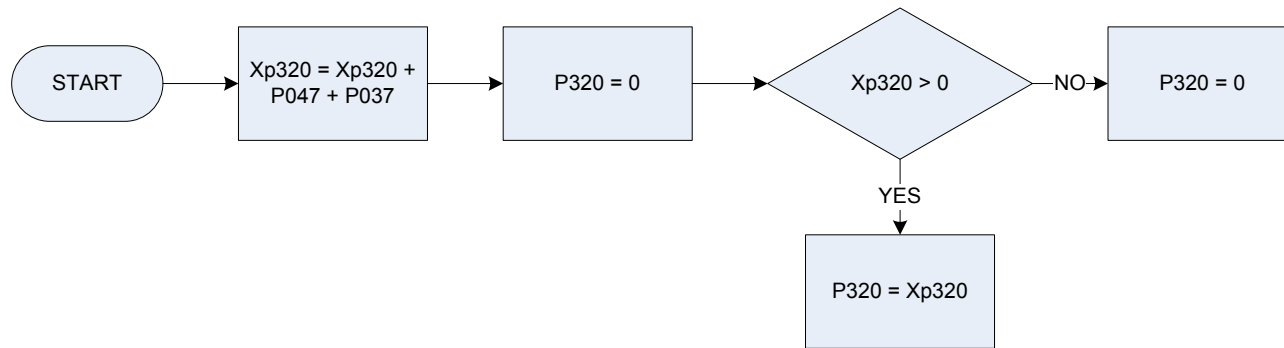 START
Xp320 = Xp320 +
P047 + P037
P320 = 0
Xp320 > 0
NO
P320 = 0
YES
P320 = Xp320